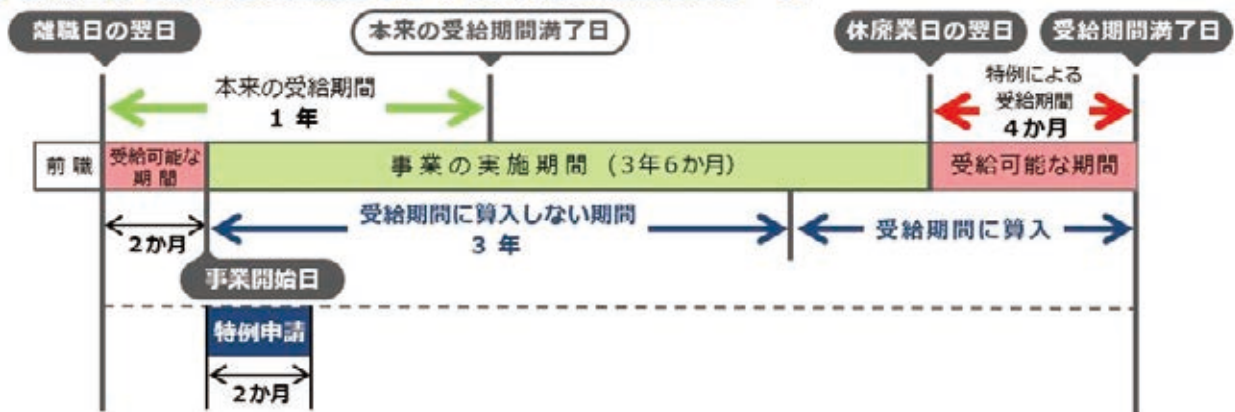 離職日の翌日
本来の受給期間満了日
休廃業日の翌日
受給期間満了日
本来の受給期間
1 年
特例による
受給期間
4か月
前 職
受給可能な
期 間
事業の実施期間 (3年6か月)
受給可能な期間
2か月
受給期間に算入しない期間
3 年
受給期間に算入
事業開始日
特例申請
2か月